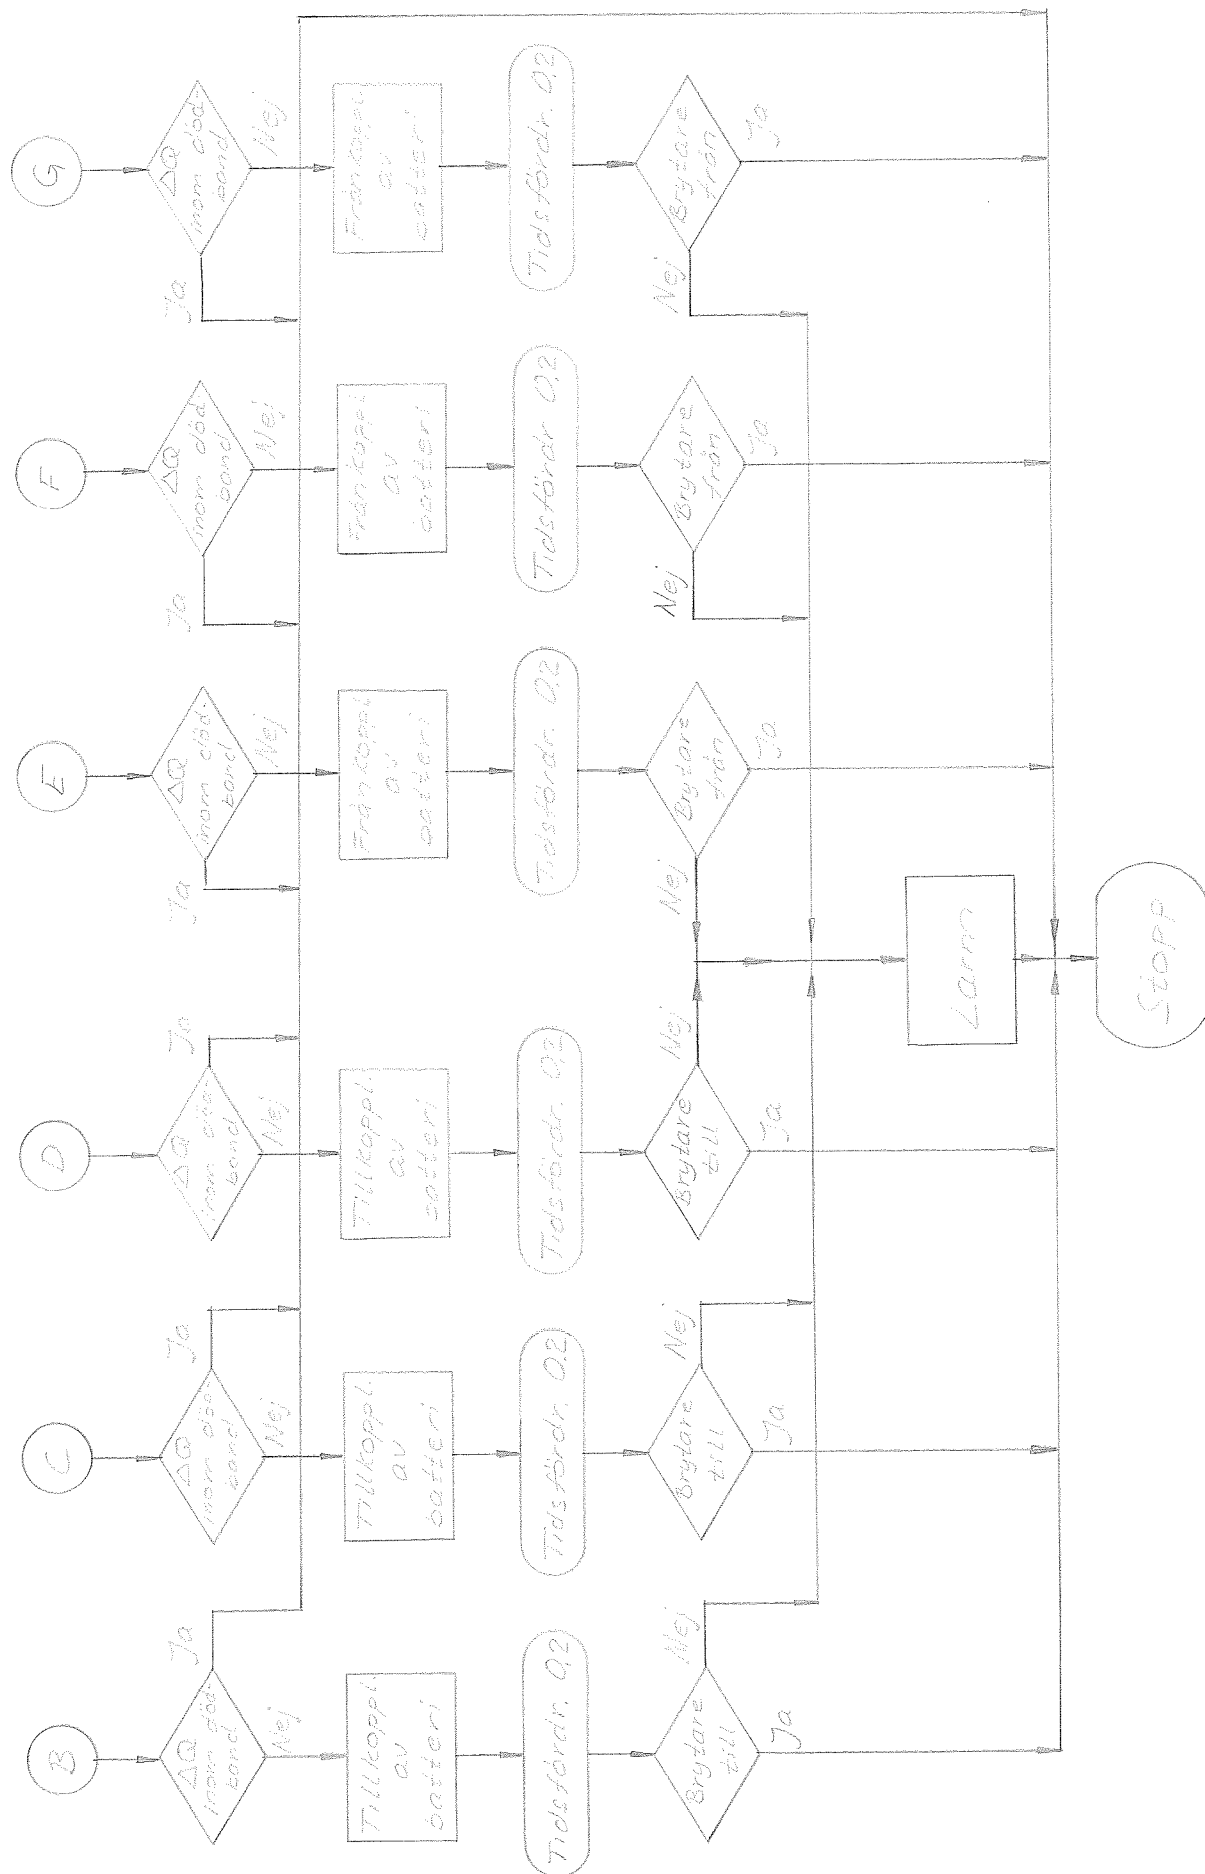 B
ΔQ
inom död-
band
Ja
Nej
Tillkoppl.
av
batteri
Tidsfördr. 0,2
Brytare
till
Nej
Ja
C
ΔQ
inom död-
band
Ja
Nej
Tillkoppl.
av
batteri
Tidsfördr. 0,2
Brytare
till
Nej
Ja
D
ΔQ
inom död-
band
Ja
Nej
Tillkoppl.
av
batteri
Tidsfördr. 0,2
Brytare
till
Nej
Ja
E
ΔQ
inom död-
band
Ja
Nej
Frånkoppl.
av
batteri
Tidsfördr. 0,2
Brytare
från
Nej
Ja
F
ΔQ
inom död
band
Ja
Nej
Frånkoppl.
av
batteri
Tidsfördr 0,2
Brytare
från
Nej
Ja
G
ΔQ
inom död-
band
Ja
Nej
Frånkoppl.
av
batteri
Tidsfördr. 0,2
Brytare
från
Nej
Ja
Larm
Stopp